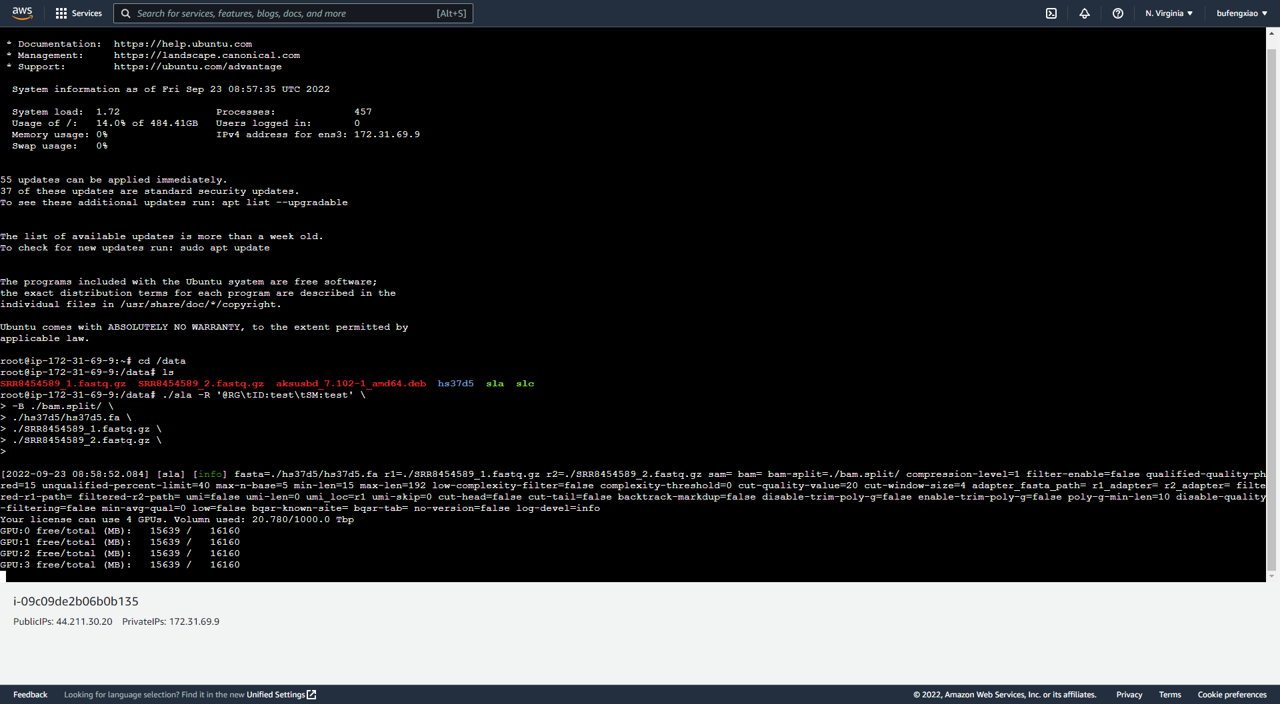 aws
Services
Search for services, features, blogs, docs, and more [Alt+S]
N. Virginia
bufengxiao
* Documentation:  https://help.ubuntu.com
* Management:     https://landscape.canonical.com
* Support:        https://ubuntu.com/advantage
System information as of Fri Sep 23 08:57:35 UTC 2022
System load:  1.72              Processes:             457
Usage of /:   14.0% of 484.41GB   Users logged in:       0
Memory usage: 0%                IPv4 address for ens3: 172.31.69.9
Swap usage:   0%
55 updates can be applied immediately.
37 of these updates are standard security updates.
To see these additional updates run: apt list --upgradable
The list of available updates is more than a week old.
To check for new updates run: sudo apt update
The programs included with the Ubuntu system are free software;
the exact distribution terms for each program are described in the
individual files in /usr/share/doc/*/copyright.
Ubuntu comes with ABSOLUTELY NO WARRANTY, to the extent permitted by
applicable law.
root@ip-172-31-69-9:~# cd /data
root@ip-172-31-69-9:/data# ls
SRR8454589_1.fastq.gz  SRR8454589_2.fastq.gz  aksusbd_7.102-1_amd64.deb  hs37d5  sla  slc
root@ip-172-31-69-9:/data# ./sla -R '@RG\tID:test\tSM:test' \
> -B ./bam.split/ \
> ./hs37d5/hs37d5.fa \
> ./SRR8454589_1.fastq.gz \
> ./SRR8454589_2.fastq.gz \
>
[2022-09-23 08:58:52.084] [sla] [info] fasta=./hs37d5/hs37d5.fa r1=./SRR8454589_1.fastq.gz r2=./SRR8454589_2.fastq.gz sam= bam= bam-split=./bam.split/ compression-level=1 filter-enable=false qualified-quality-ph
red=15 unqualified-percent-limit=40 max-n-base=5 min-len=15 max-len=192 low-complexity-filter=false complexity-threshold=0 cut-quality-value=20 cut-window-size=4 adapter_fasta_path= r1_adapter= r2_adapter= filte
red-r1-path= filtered-r2-path= umi=false umi-len=0 umi_loc=r1 umi-skip=0 cut-head=false cut-tail=false backtrack-markdup=false disable-trim-poly-g=false enable-trim-poly-g=false poly-g-min-len=10 disable-quality
-filtering=false min-avg-qual=0 low=false bqsr-known-site= bqsr-tab= no-version=false log-devel=info
Your license can use 4 GPUs. Volumn used: 20.780/1000.0 Tbp
GPU:0 free/total (MB):   15639 /   16160
GPU:1 free/total (MB):   15639 /   16160
GPU:2 free/total (MB):   15639 /   16160
GPU:3 free/total (MB):   15639 /   16160
i-09c09de2b06b0b135
PublicIPs: 44.211.30.20   PrivateIPs: 172.31.69.9
Feedback   Looking for language selection? Find it in the new Unified Settings   © 2022, Amazon Web Services, Inc. or its affiliates.   Privacy   Terms   Cookie preferences